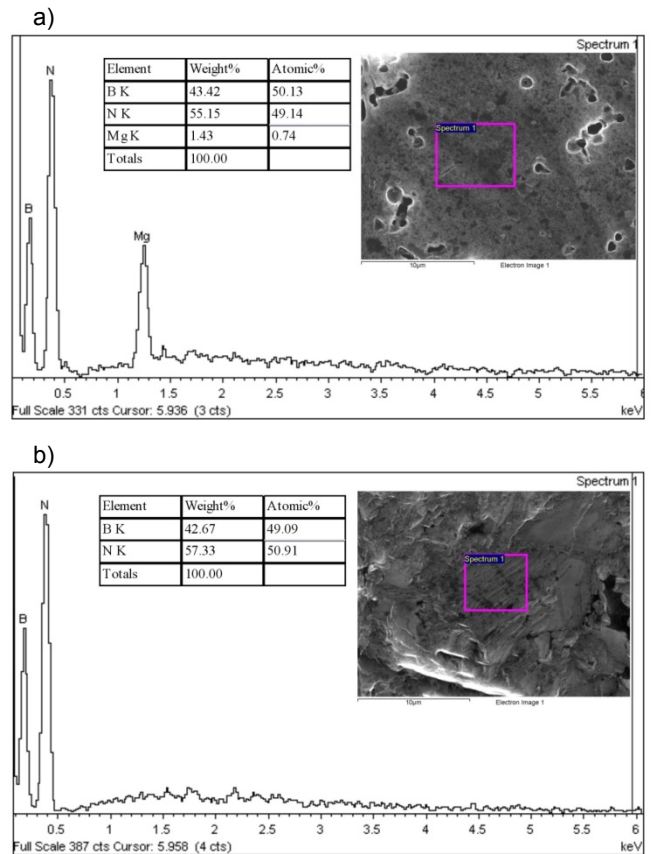 a)
Spectrum 1
N
Element Weight% Atomic%
B K 43.42 50.13
N K 55.15 49.14
Mg K 1.43 0.74
Totals 100.00
Spectrum 1
B
Mg
10µm Electron Image 1
0.5 1 1.5 2 2.5 3 3.5 4 4.5 5 5.5 6
Full Scale 331 cts Cursor: 5.936 (3 cts) keV
b)
Spectrum 1
N
Element Weight% Atomic%
B K 42.67 49.09
N K 57.33 50.91
Totals 100.00
Spectrum 1
B
10µm Electron Image 1
0.5 1 1.5 2 2.5 3 3.5 4 4.5 5 5.5 6
Full Scale 387 cts Cursor: 5.958 (4 cts) keV